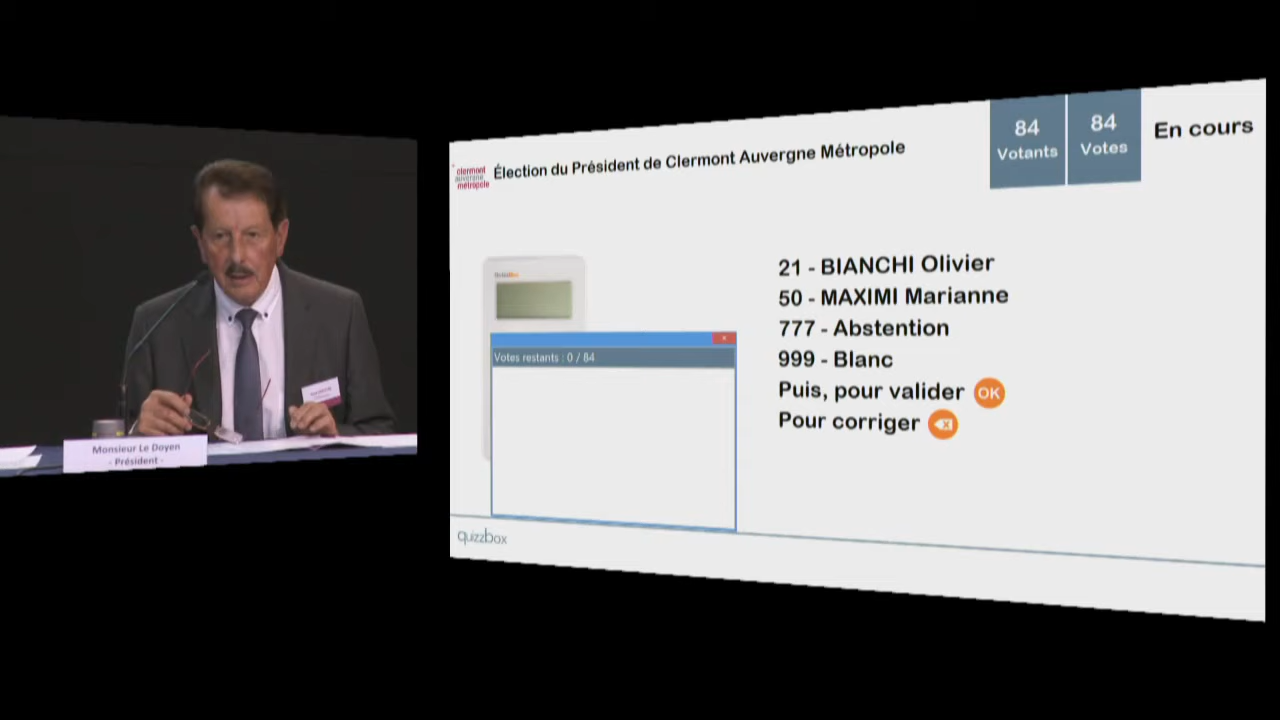 Monsieur Le Doyen
- Président -
clermont
auvergne
métropole
Élection du Président de Clermont Auvergne Métropole
84
Votants
84
Votes
En cours
21 - BIANCHI Olivier
50 - MAXIMI Marianne
777 - Abstention
999 - Blanc
Puis, pour valider OK
Pour corriger
Votes restants : 0 / 84
quizzbox